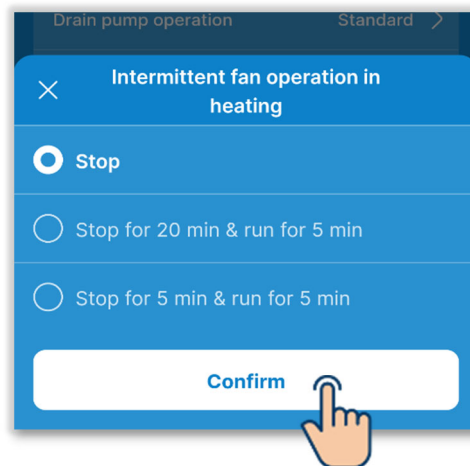 Drain pump operation Standard
Intermittent fan operation in
heating
Stop
Stop for 20 min & run for 5 min
Stop for 5 min & run for 5 min
Confirm